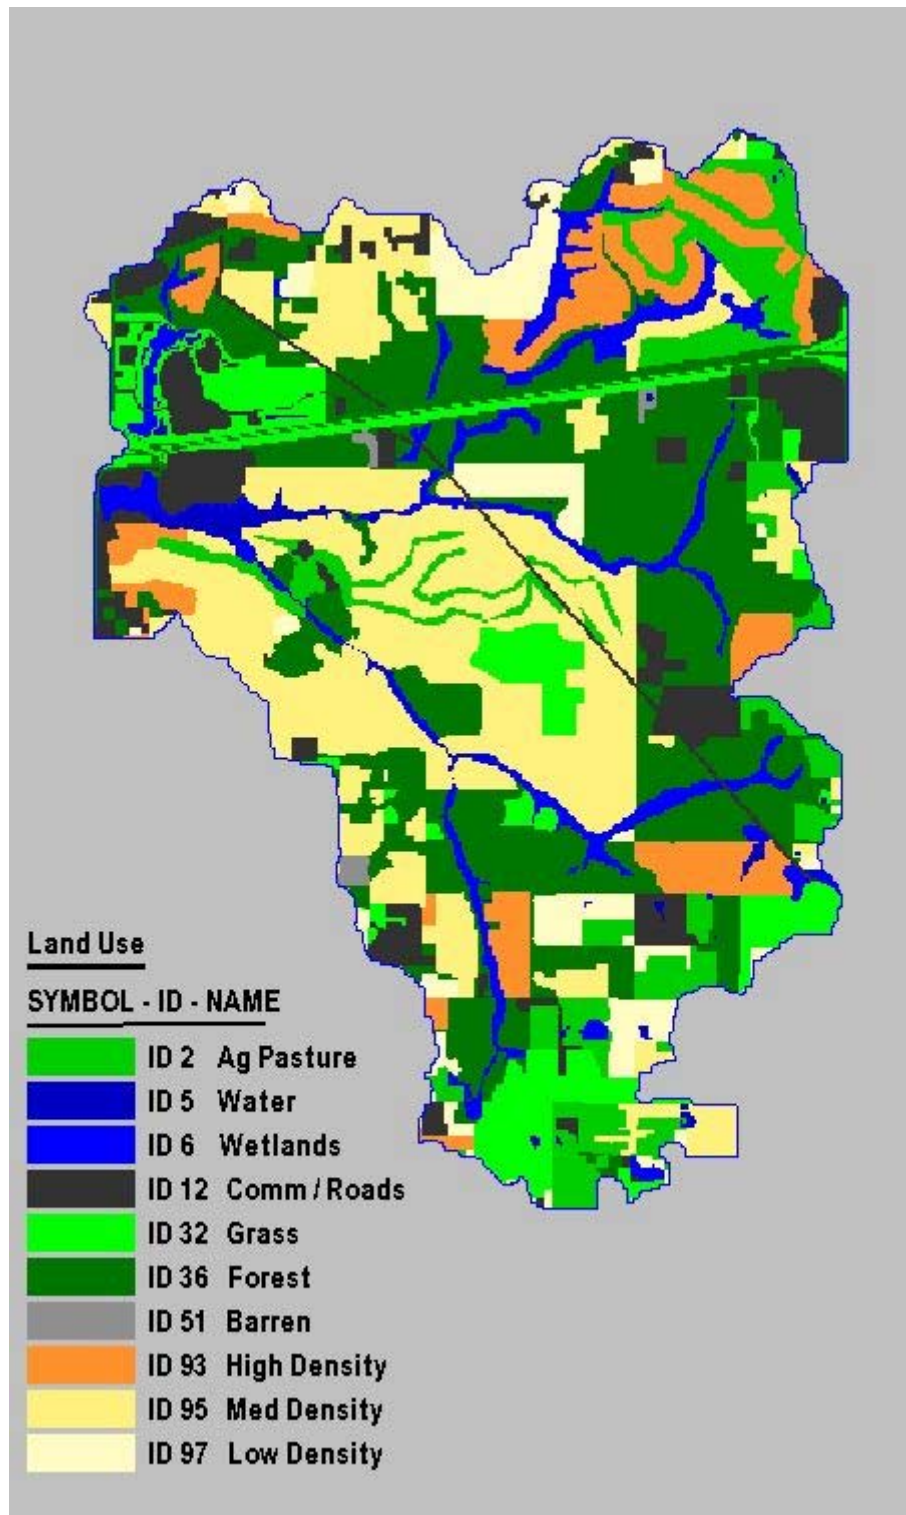 Land Use
SYMBOL - ID - NAME
ID 2 Ag Pasture
ID 5 Water
ID 6 Wetlands
ID 12 Comm / Roads
ID 32 Grass
ID 36 Forest
ID 51 Barren
ID 93 High Density
ID 95 Med Density
ID 97 Low Density